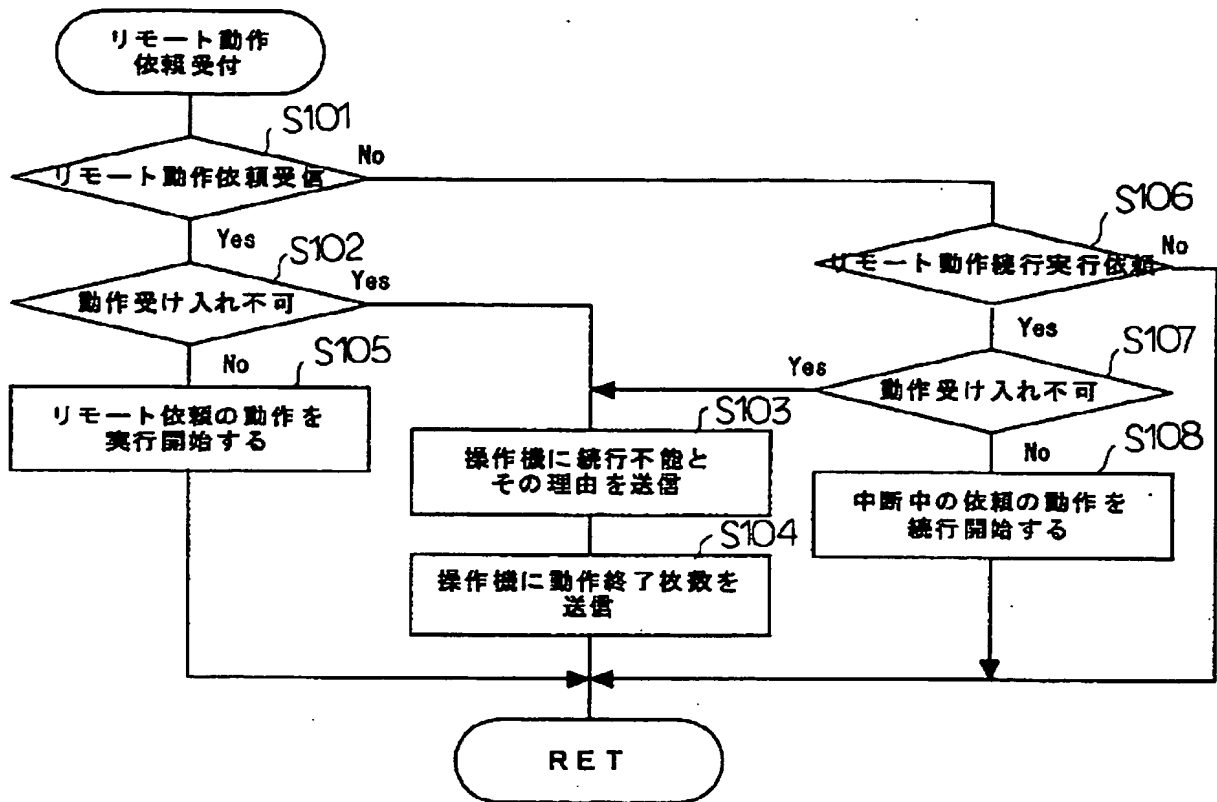 リモート動作
依頼受付
S101
リモート動作依頼受信
No
Yes
S102
動作受け入れ不可
Yes
No
S105
リモート依頼の動作を
実行開始する
S106
リモート動作続行実行依頼
No
Yes
S107
動作受け入れ不可
Yes
No
S103
操作機に続行不能と
その理由を送信
S104
操作機に動作終了枚数を
送信
S108
中断中の依頼の動作を
続行開始する
RET